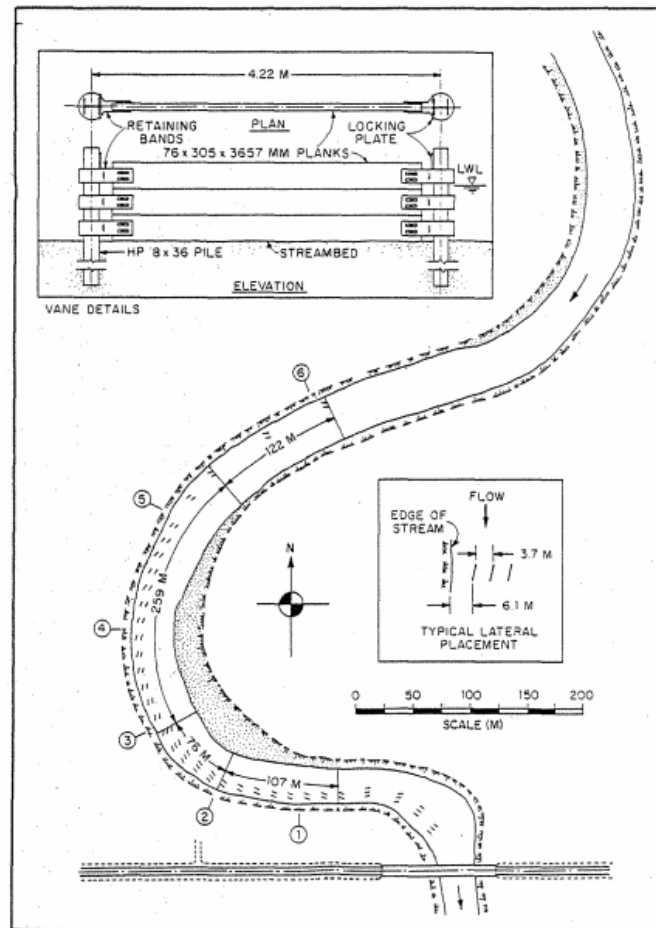 4.22 M
RETAINING
BANDS
PLAN
LOCKING
PLATE
76 x 305 x 3657 MM PLANKS
LWL
HP 8 x 36 PILE
STREAMBED
ELEVATION
VANE DETAILS
6
122 M
5
FLOW
EDGE OF
STREAM
3.7 M
6.1 M
TYPICAL LATERAL
PLACEMENT
N
259 M
4
0 50 100 150 200
SCALE (M)
3
76 M
107 M
2
1